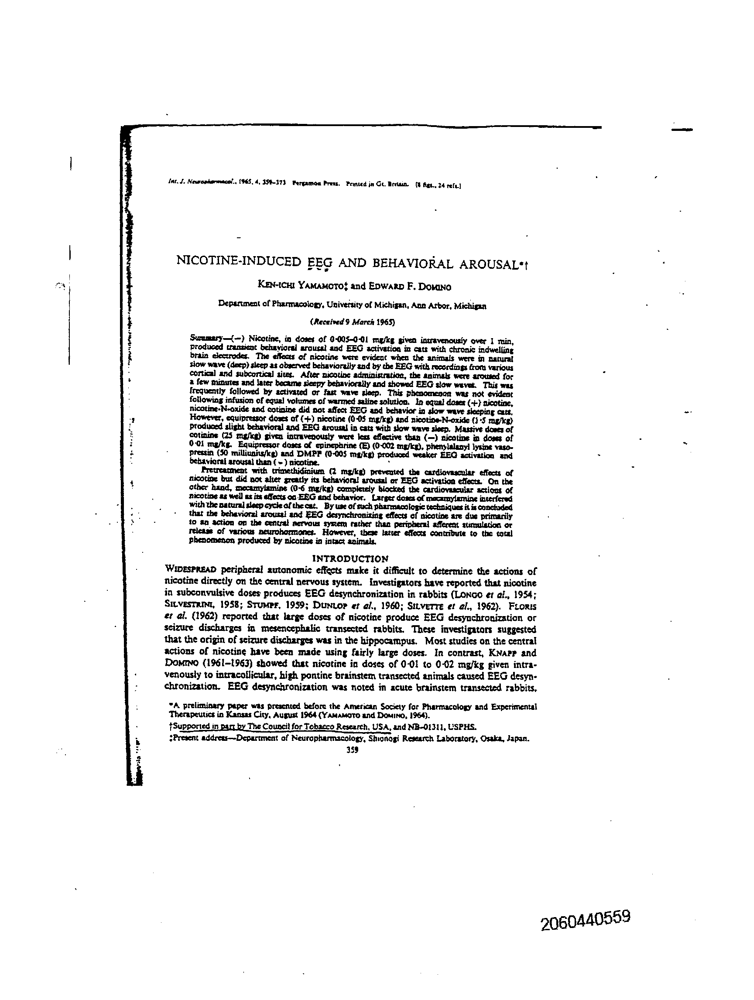 Int. J. Neuropharmacol., 1965, 4, 359-373 Pergamon Press. Printed in Gt. Britain. [8 figs., 24 refs.]
NICOTINE-INDUCED EEG AND BEHAVIORAL AROUSAL*†
KEN-ICHI YAMAMOTO‡ and EDWARD F. DOMINO
Department of Pharmacology, University of Michigan, Ann Arbor, Michigan
(Received 9 March 1965)
Summary—(−) Nicotine, in doses of 0·005–0·01 mg/kg given intravenously over 1 min,
produced transient behavioral arousal and EEG activation in cats with chronic indwelling
brain electrodes. The effects of nicotine were evident when the animals were in natural
slow wave (deep) sleep as observed behaviorally and by the EEG with recordings from various
cortical and subcortical sites. After nicotine administration, the animals were aroused for
a few minutes and later became sleepy behaviorally and showed EEG slow waves. This was
frequently followed by activated or fast wave sleep. This phenomenon was not evident
following infusion of equal volumes of warmed saline solution. In equal doses (+) nicotine,
nicotine-N-oxide and cotinine did not affect EEG and behavior in slow wave sleeping cats.
However, equipressor doses of (+) nicotine (0·05 mg/kg) and nicotine-N-oxide (1·5 mg/kg)
produced slight behavioral and EEG arousal in cats with slow wave sleep. Massive doses of
cotinine (25 mg/kg) given intravenously were less effective than (−) nicotine in doses of
0·01 mg/kg. Equipressor doses of epinephrine (E) (0·002 mg/kg), phenylalanyl lysine vaso-
pressin (50 milliunits/kg) and DMPP (0·005 mg/kg) produced weaker EEG activation and
behavioral arousal than (−) nicotine.
Pretreatment with trimethidinium (2 mg/kg) prevented the cardiovascular effects of
nicotine but did not alter greatly its behavioral arousal or EEG activation effects. On the
other hand, mecamylamine (0·6 mg/kg) completely blocked the cardiovascular actions of
nicotine as well as its effects on EEG and behavior. Larger doses of mecamylamine interfered
with the natural sleep cycle of the cat. By use of such pharmacologic techniques it is concluded
that the behavioral arousal and EEG desynchronizing effects of nicotine are due primarily
to an action on the central nervous system rather than peripheral afferent stimulation or
release of various neurohormones. However, these latter effects contribute to the total
phenomenon produced by nicotine in intact animals.
INTRODUCTION
WIDESPREAD peripheral autonomic effects make it difficult to determine the actions of
nicotine directly on the central nervous system. Investigators have reported that nicotine
in subconvulsive doses produces EEG desynchronization in rabbits (LONGO et al., 1954;
SILVESTRINI, 1958; STUMPF, 1959; DUNLOP et al., 1960; SILVETTE et al., 1962). FLORIS
et al. (1962) reported that large doses of nicotine produce EEG desynchronization or
seizure discharges in mesencephalic transected rabbits. These investigators suggested
that the origin of seizure discharges was in the hippocampus. Most studies on the central
actions of nicotine have been made using fairly large doses. In contrast, KNAPP and
DOMINO (1961–1963) showed that nicotine in doses of 0·01 to 0·02 mg/kg given intra-
venously to intracollicular, high pontine brainstem transected animals caused EEG desyn-
chronization. EEG desynchronization was noted in acute brainstem transected rabbits,
*A preliminary paper was presented before the American Society for Pharmacology and Experimental
Therapeutics in Kansas City, August 1964 (YAMAMOTO and DOMINO, 1964).
†Supported in part by The Council for Tobacco Research, USA, and NB-01311, USPHS.
‡Present address—Department of Neuropharmacology, Shionogi Research Laboratory, Osaka, Japan.
359
2060440559